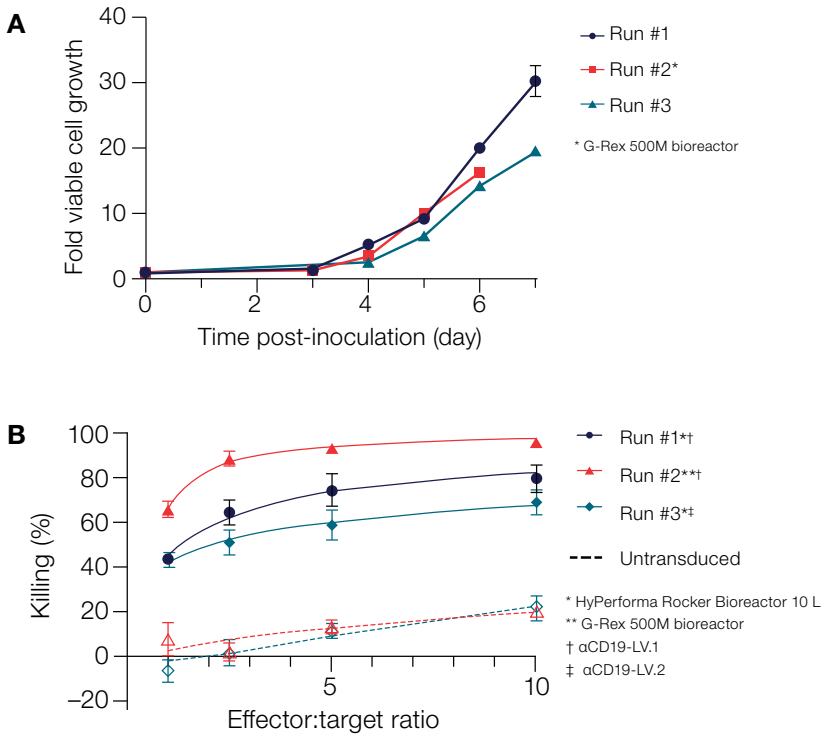 A
40
30
20
10
0
Fold viable cell growth
0
2
4
6
Time post-inoculation (day)
Run #1
Run #2*
Run #3
* G-Rex 500M bioreactor
B
100
80
60
40
20
0
–20
Killing (%)
5
10
Effector:target ratio
Run #1*†
Run #2**†
Run #3*‡
Untransduced
* HyPerforma Rocker Bioreactor 10 L
** G-Rex 500M bioreactor
† αCD19-LV.1
‡ αCD19-LV.2